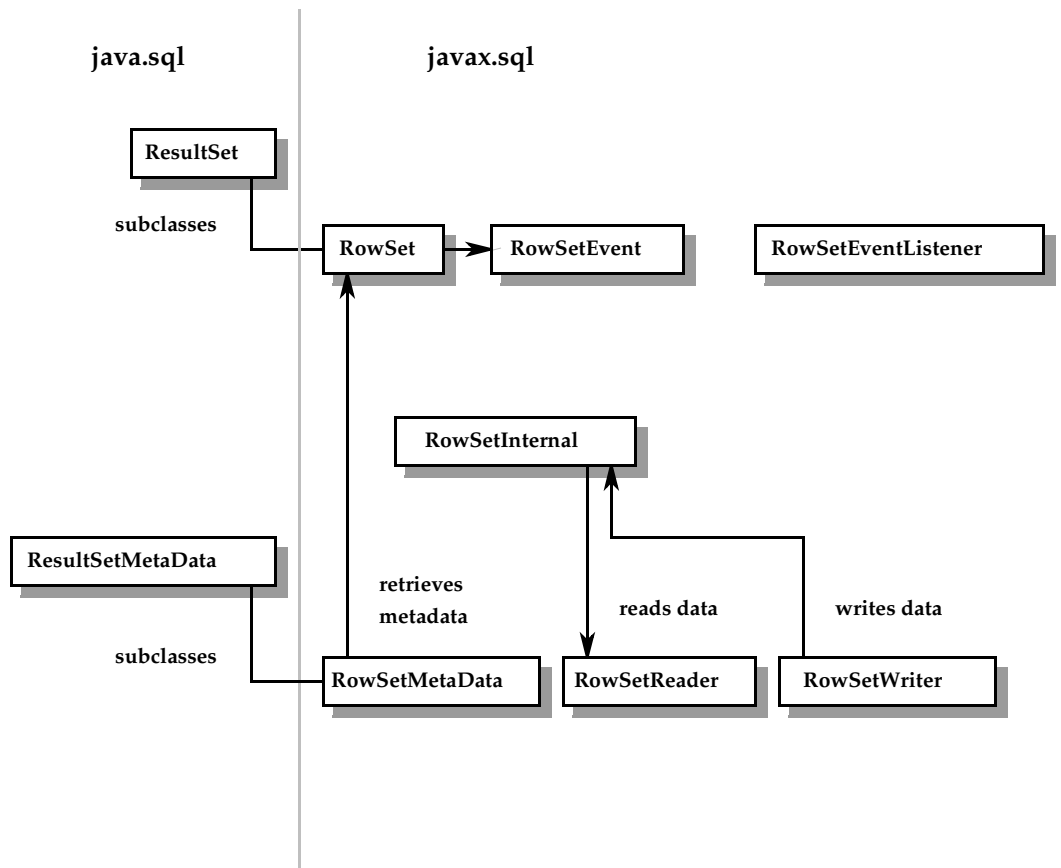 java.sql
javax.sql
ResultSet
subclasses
RowSet
RowSetEvent
RowSetEventListener
RowSetInternal
ResultSetMetaData
retrieves
metadata
reads data
writes data
subclasses
RowSetMetaData
RowSetReader
RowSetWriter